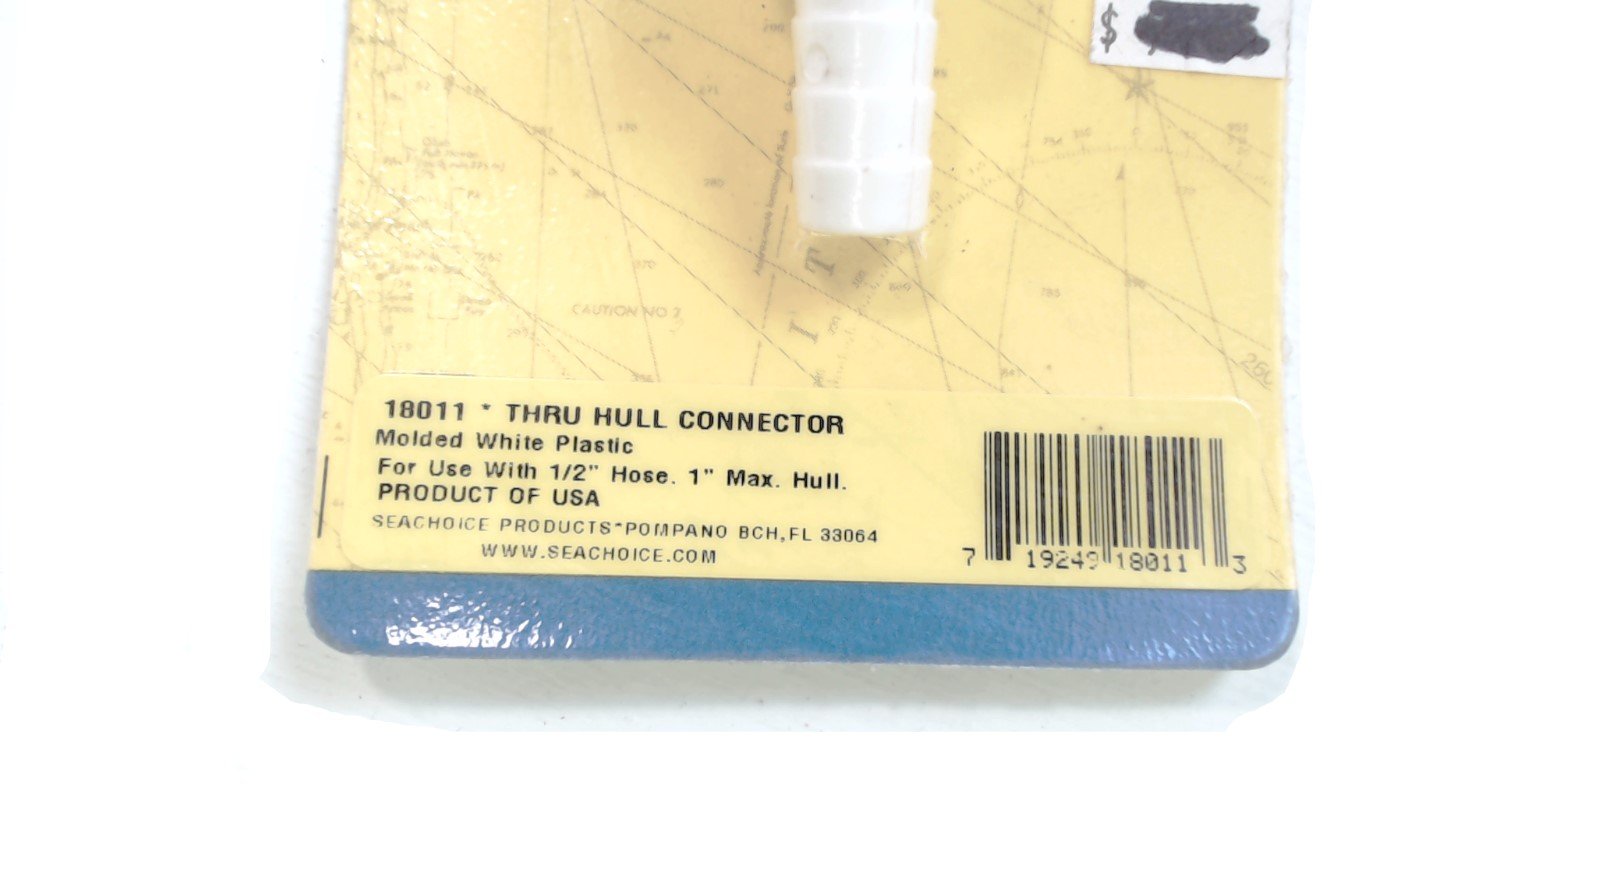 $
CAUTION NO 2
18011 * THRU HULL CONNECTOR
Molded White Plastic
For Use With 1/2" Hose. 1" Max. Hull.
PRODUCT OF USA
SEACHOICE PRODUCTS*POMPANO BCH,FL 33064
WWW.SEACHOICE.COM
7 19249 18011 3